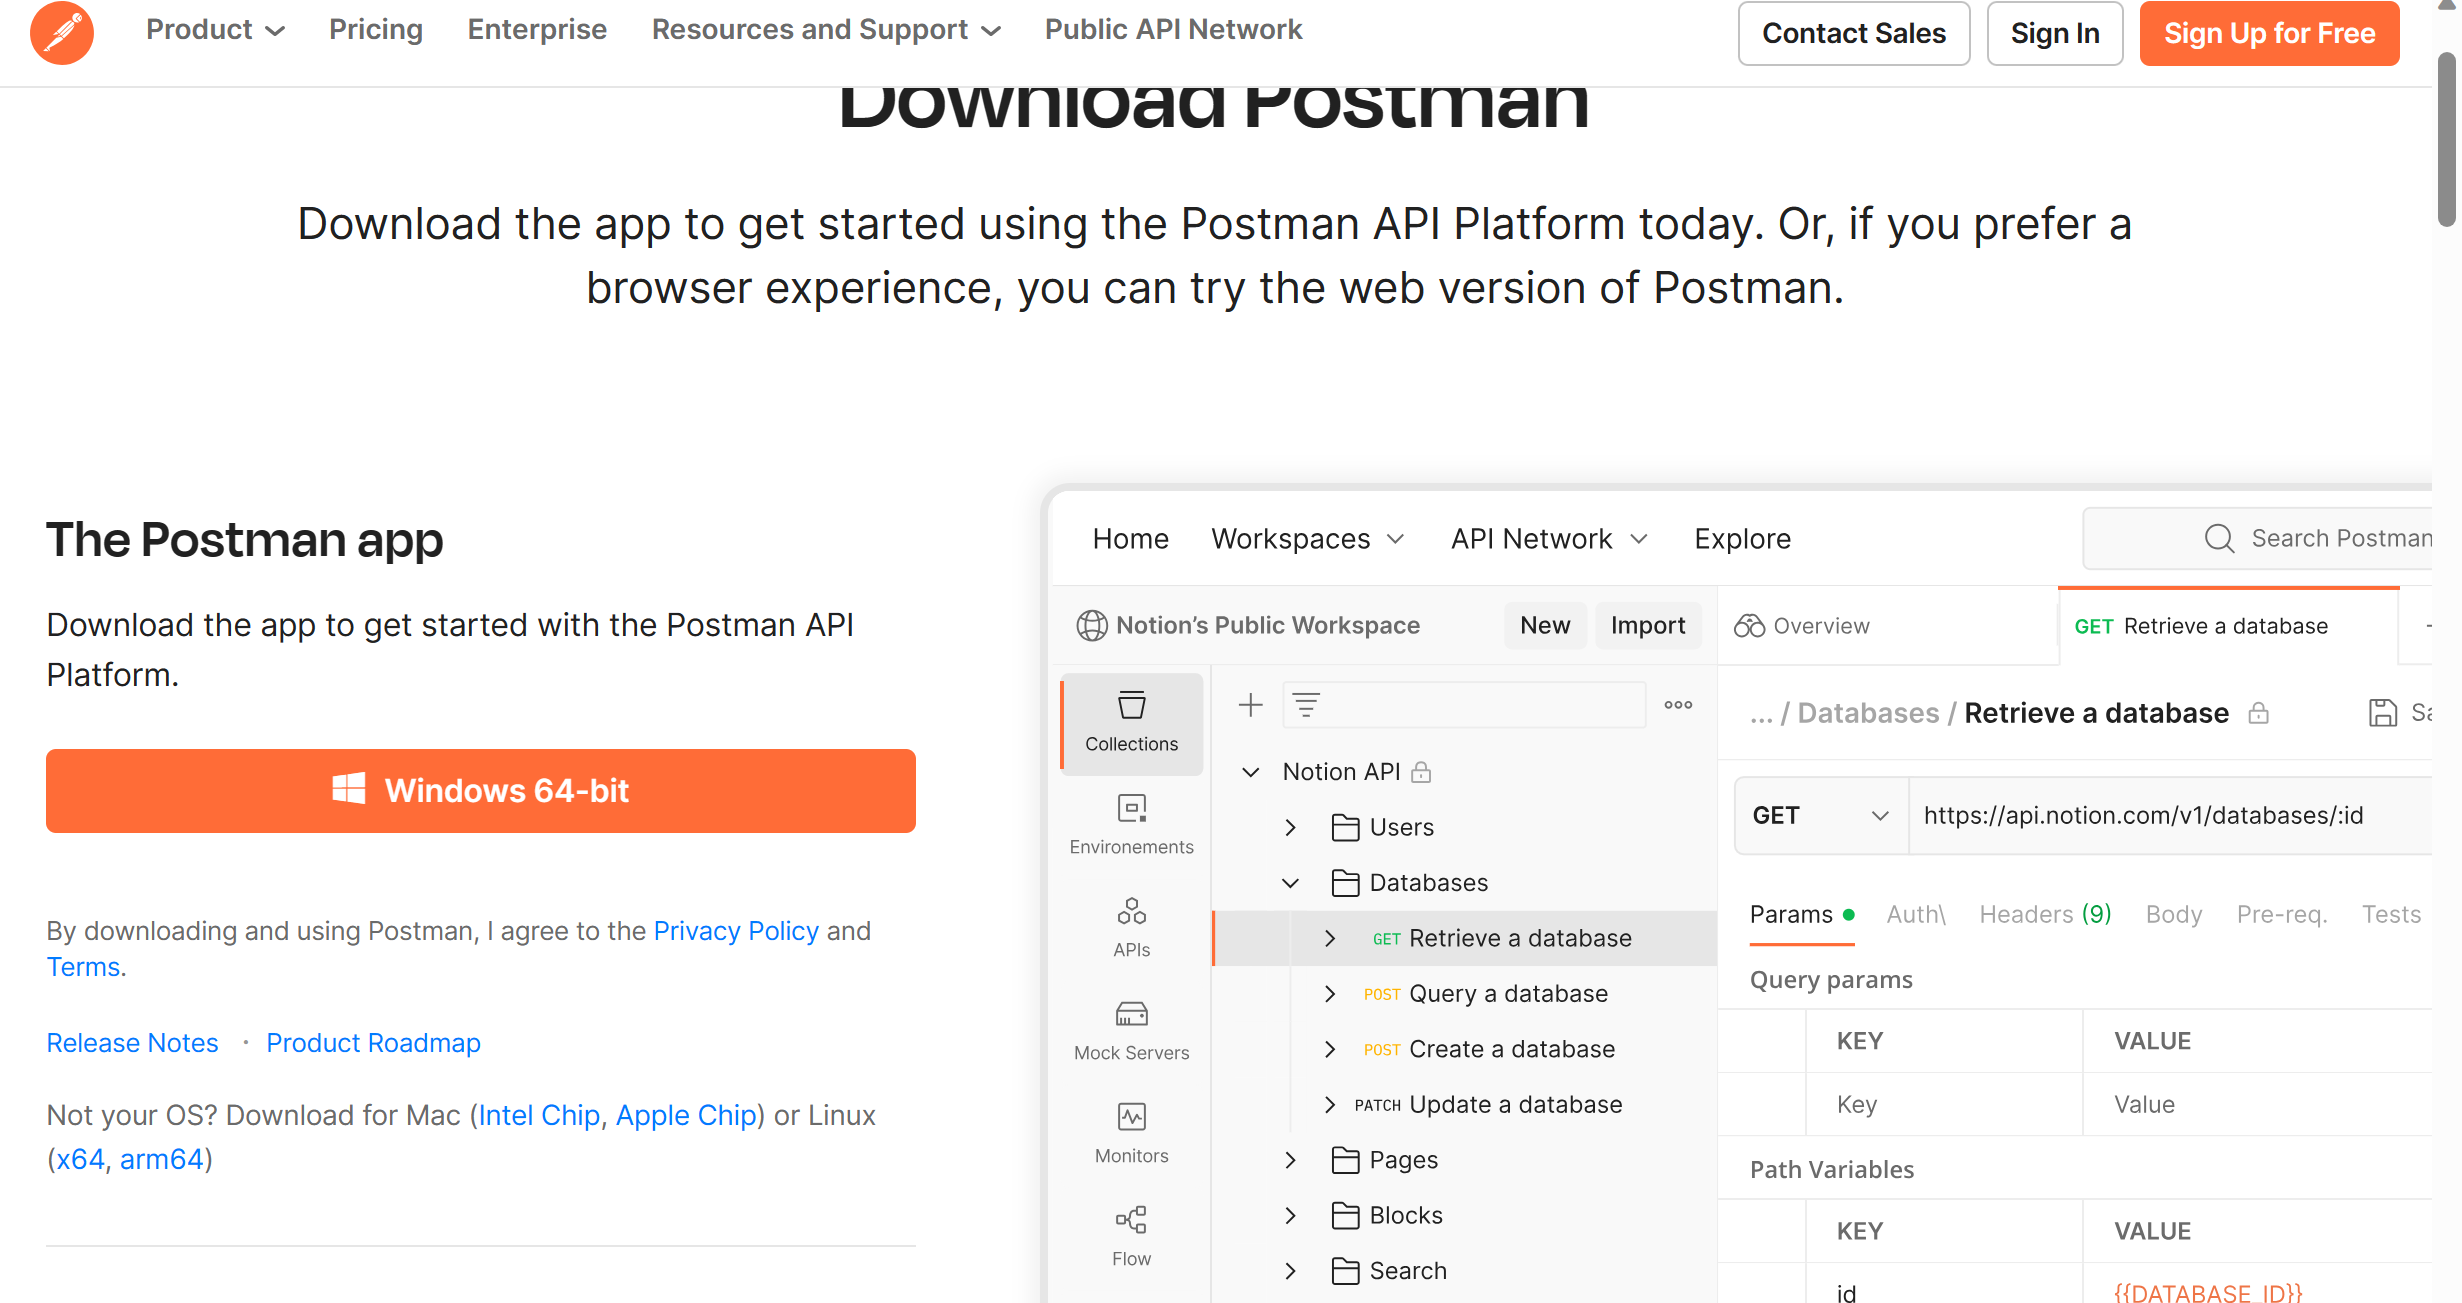 Product
Pricing
Enterprise
Resources and Support
Public API Network
Contact Sales
Sign In
Sign Up for Free
Download Postman
Download the app to get started using the Postman API Platform today. Or, if you prefer a
browser experience, you can try the web version of Postman.
The Postman app
Download the app to get started with the Postman API
Platform.
Windows 64-bit
By downloading and using Postman, I agree to the Privacy Policy and
Terms.
Release Notes · Product Roadmap
Not your OS? Download for Mac (Intel Chip, Apple Chip) or Linux
(x64, arm64)
Home
Workspaces
API Network
Explore
Search Postman
Notion's Public Workspace
New
Import
Collections
Environements
APIs
Mock Servers
Monitors
Flow
Notion API
Users
Databases
GET Retrieve a database
POST Query a database
POST Create a database
PATCH Update a database
Pages
Blocks
Search
Overview
GET Retrieve a database
... / Databases / Retrieve a database
GET
https://api.notion.com/v1/databases/:id
Params
Auth\
Headers (9)
Body
Pre-req.
Tests
Query params
KEY
VALUE
Key
Value
Path Variables
KEY
VALUE
id
{{DATABASE_ID}}